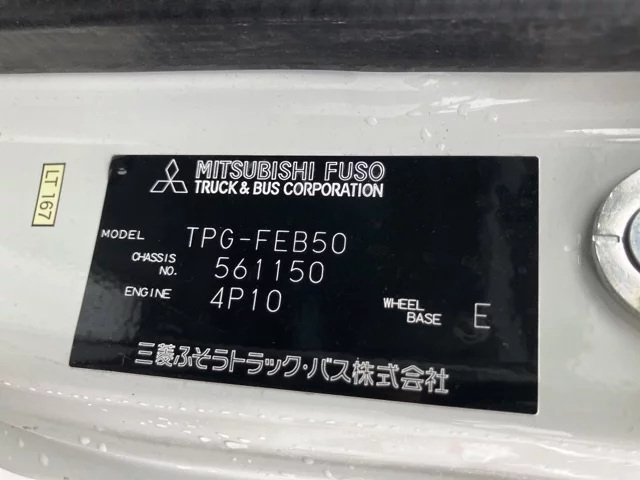 MITSUBISHI FUSO
TRUCK & BUS CORPORATION
MODEL TPG-FEB50
CHASSIS NO. 561150
ENGINE 4P10
WHEEL BASE E
三菱ふそうトラック・バス株式会社
LT167